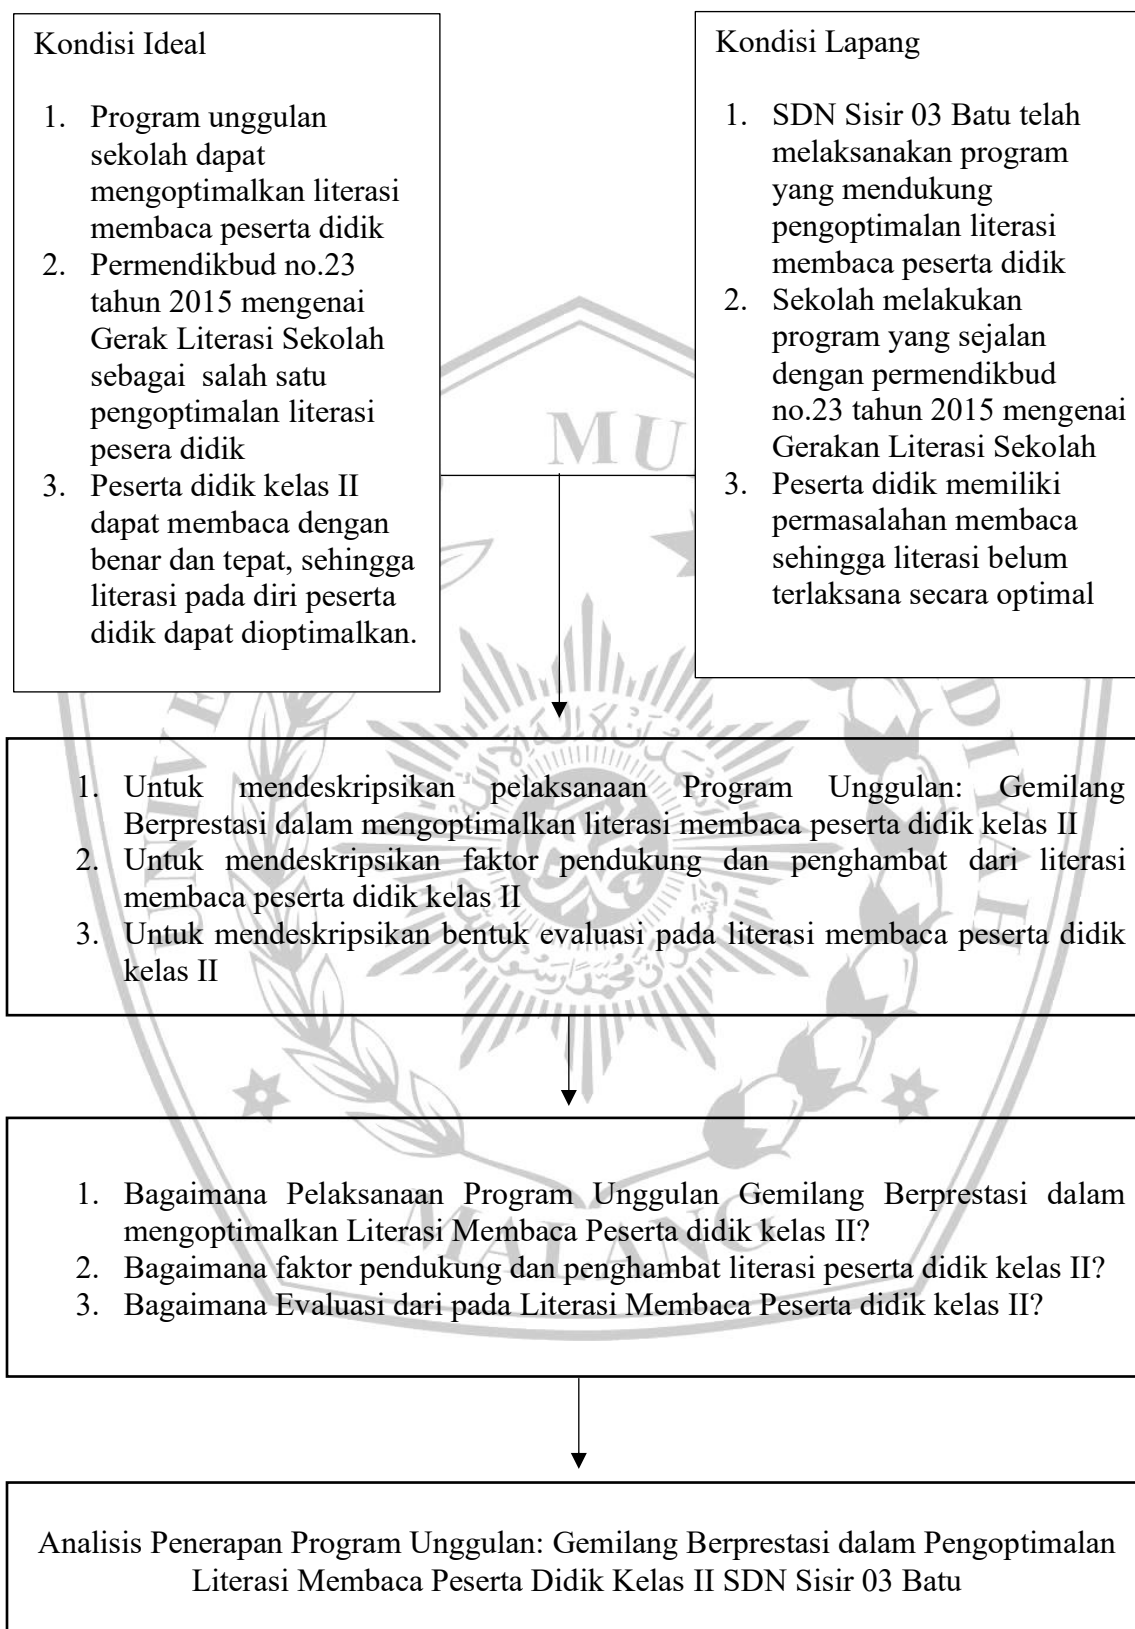 Kondisi Ideal
1. Program unggulan
sekolah dapat
mengoptimalkan literasi
membaca peserta didik
2. Permendikbud no.23
tahun 2015 mengenai
Gerak Literasi Sekolah
sebagai  salah satu
pengoptimalan literasi
pesera didik
3. Peserta didik kelas II
dapat membaca dengan
benar dan tepat, sehingga
literasi pada diri peserta
didik dapat dioptimalkan.
Kondisi Lapang
1. SDN Sisir 03 Batu telah
melaksanakan program
yang mendukung
pengoptimalan literasi
membaca peserta didik
2. Sekolah melakukan
program yang sejalan
dengan permendikbud
no.23 tahun 2015 mengenai
Gerakan Literasi Sekolah
3. Peserta didik memiliki
permasalahan membaca
sehingga literasi belum
terlaksana secara optimal
1. Untuk mendeskripsikan pelaksanaan Program Unggulan: Gemilang
Berprestasi dalam mengoptimalkan literasi membaca peserta didik kelas II
2. Untuk mendeskripsikan faktor pendukung dan penghambat dari literasi
membaca peserta didik kelas II
3. Untuk mendeskripsikan bentuk evaluasi pada literasi membaca peserta didik
kelas II
1. Bagaimana Pelaksanaan Program Unggulan Gemilang Berprestasi dalam
mengoptimalkan Literasi Membaca Peserta didik kelas II?
2. Bagaimana faktor pendukung dan penghambat literasi peserta didik kelas II?
3. Bagaimana Evaluasi dari pada Literasi Membaca Peserta didik kelas II?
Analisis Penerapan Program Unggulan: Gemilang Berprestasi dalam Pengoptimalan
Literasi Membaca Peserta Didik Kelas II SDN Sisir 03 Batu
MALANG